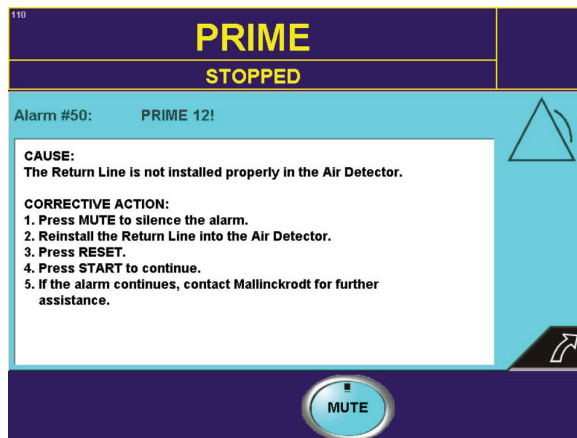 110
PRIME
STOPPED
Alarm #50: PRIME 12!
CAUSE:
The Return Line is not installed properly in the Air Detector.
CORRECTIVE ACTION:
1. Press MUTE to silence the alarm.
2. Reinstall the Return Line into the Air Detector.
3. Press RESET.
4. Press START to continue.
5. If the alarm continues, contact Mallinckrodt for further
assistance.
MUTE